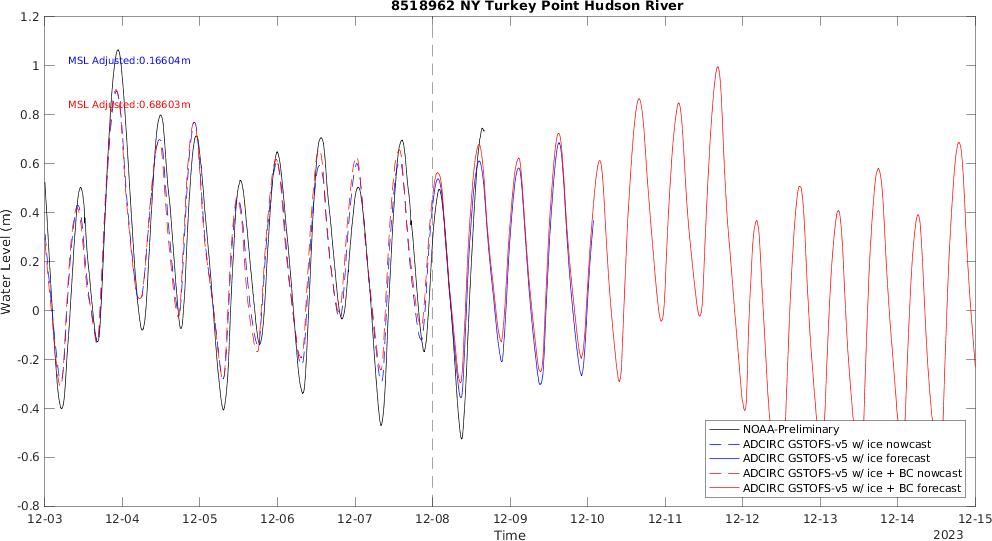 8518962 NY Turkey Point Hudson River
1.2
1
0.8
0.6
0.4
0.2
0
-0.2
-0.4
-0.6
-0.8
Water Level (m)
MSL Adjusted:0.16604m
MSL Adjusted:0.68603m
NOAA-Preliminary
ADCIRC GSTOFS-v5 w/ ice nowcast
ADCIRC GSTOFS-v5 w/ ice forecast
ADCIRC GSTOFS-v5 w/ ice + BC nowcast
ADCIRC GSTOFS-v5 w/ ice + BC forecast
12-03 12-04 12-05 12-06 12-07 12-08 12-09 12-10 12-11 12-12 12-13 12-14 12-15
Time
2023